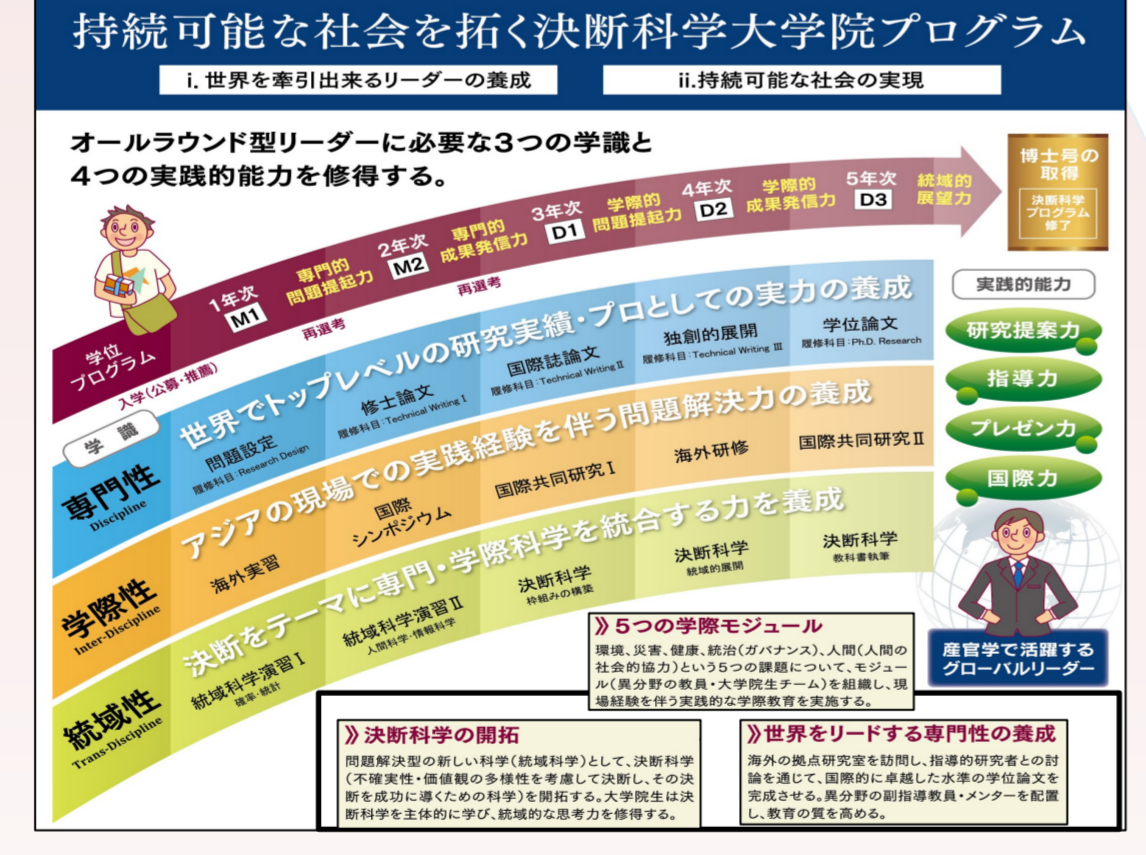 持続可能な社会を拓く決断科学大学院プログラム
i. 世界を牽引出来るリーダーの養成
ii.持続可能な社会の実現
オールラウンド型リーダーに必要な3つの学識と
4つの実践的能力を修得する。
学位
プログラム
1年次
M1
専門的
問題提起力
2年次
M2
専門的
成果発信力
3年次
D1
学際的
問題提起力
4年次
D2
学際的
成果発信力
5年次
D3
統域的
展望力
博士号の
取得
決断科学
プログラム
修了
入学(公募・推薦)
再選考
再選考
学識
専門性
Discipline
世界でトップレベルの研究実績・プロとしての実力の養成
問題設定
履修科目:Research Design
修士論文
履修科目:Technical Writing I
国際誌論文
履修科目:Technical Writing II
独創的展開
履修科目:Technical Writing III
学位論文
履修科目:Ph.D. Research
学際性
Inter-Discipline
アジアの現場での実践経験を伴う問題解決力の養成
海外実習
国際
シンポジウム
国際共同研究 I
海外研修
国際共同研究 II
統域性
Trans-Discipline
決断をテーマに専門・学際科学を統合する力を養成
統域科学演習 I
確率・統計
統域科学演習 II
人間科学・情報科学
決断科学
枠組みの構築
決断科学
統域的展開
決断科学
教科書執筆
実践的能力
研究提案力
指導力
プレゼン力
国際力
産官学で活躍する
グローバルリーダー
》5つの学際モジュール
環境、災害、健康、統治(ガバナンス)、人間(人間の
社会的協力)という5つの課題について、モジュー
ル(異分野の教員・大学院生チーム)を組織し、現
場経験を伴う実践的な学際教育を実施する。
》決断科学の開拓
問題解決型の新しい科学(統域科学)として、決断科学
(不確実性・価値観の多様性を考慮して決断し、その決
断を成功に導くための科学)を開拓する。大学院生は決
断科学を主体的に学び、統域的な思考力を修得する。
》世界をリードする専門性の養成
海外の拠点研究室を訪問し、指導的研究者との討
論を通じて、国際的に卓越した水準の学位論文を
完成させる。異分野の副指導教員・メンターを配置
し、教育の質を高める。